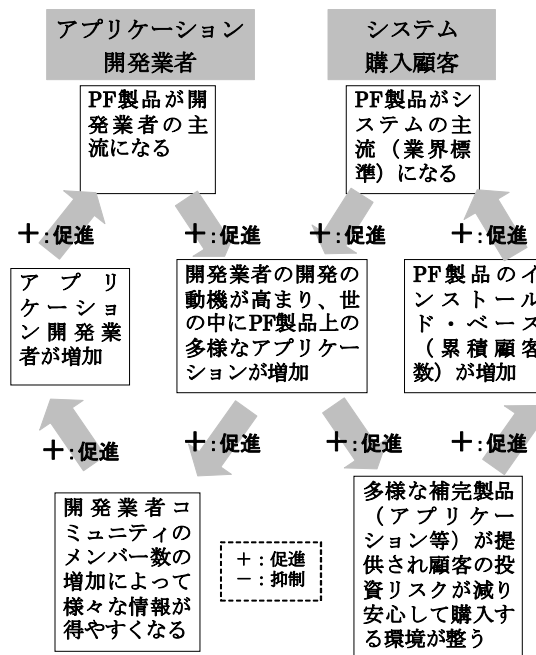 アプリケーション
開発業者
システム
購入顧客
PF製品が開
発業者の主
流になる
PF製品がシ
ステムの主
流（業界標
準）になる
＋:促進
＋:促進
＋:促進
＋:促進
アプリ
ケーショ
ン開発業
者が増加
開発業者の開発の
動機が高まり、世
の中にPF製品上の
多様なアプリケー
ションが増加
PF製品のイ
ンストール
ド・ベース
（累積顧客
数）が増加
＋:促進
＋:促進
＋:促進
＋:促進
開発業者コ
ミュニティの
メンバー数の
増加によって
様々な情報が
得やすくなる
＋:促進
－:抑制
多様な補完製品
（アプリケー
ション等）が提
供され顧客の投
資リスクが減り
安心して購入す
る環境が整う